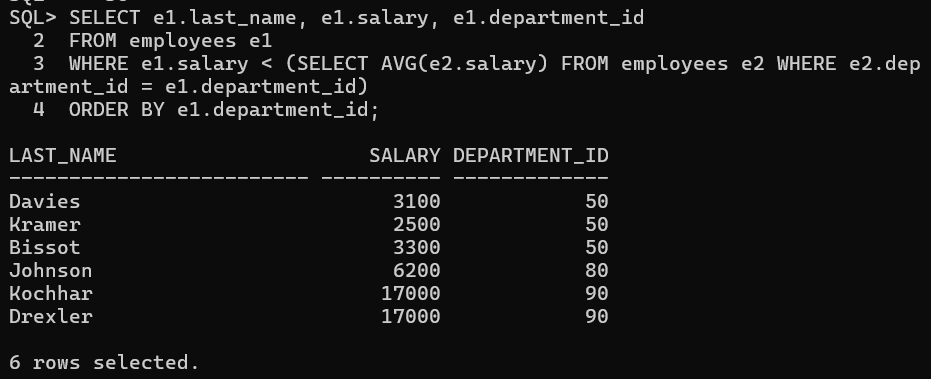 SQL> SELECT e1.last_name, e1.salary, e1.department_id
  2  FROM employees e1
  3  WHERE e1.salary < (SELECT AVG(e2.salary) FROM employees e2 WHERE e2.dep
artment_id = e1.department_id)
  4  ORDER BY e1.department_id;

LAST_NAME                     SALARY DEPARTMENT_ID
------------------------- ---------- -------------
Davies                          3100            50
Kramer                          2500            50
Bissot                          3300            50
Johnson                         6200            80
Kochhar                        17000            90
Drexler                        17000            90

6 rows selected.